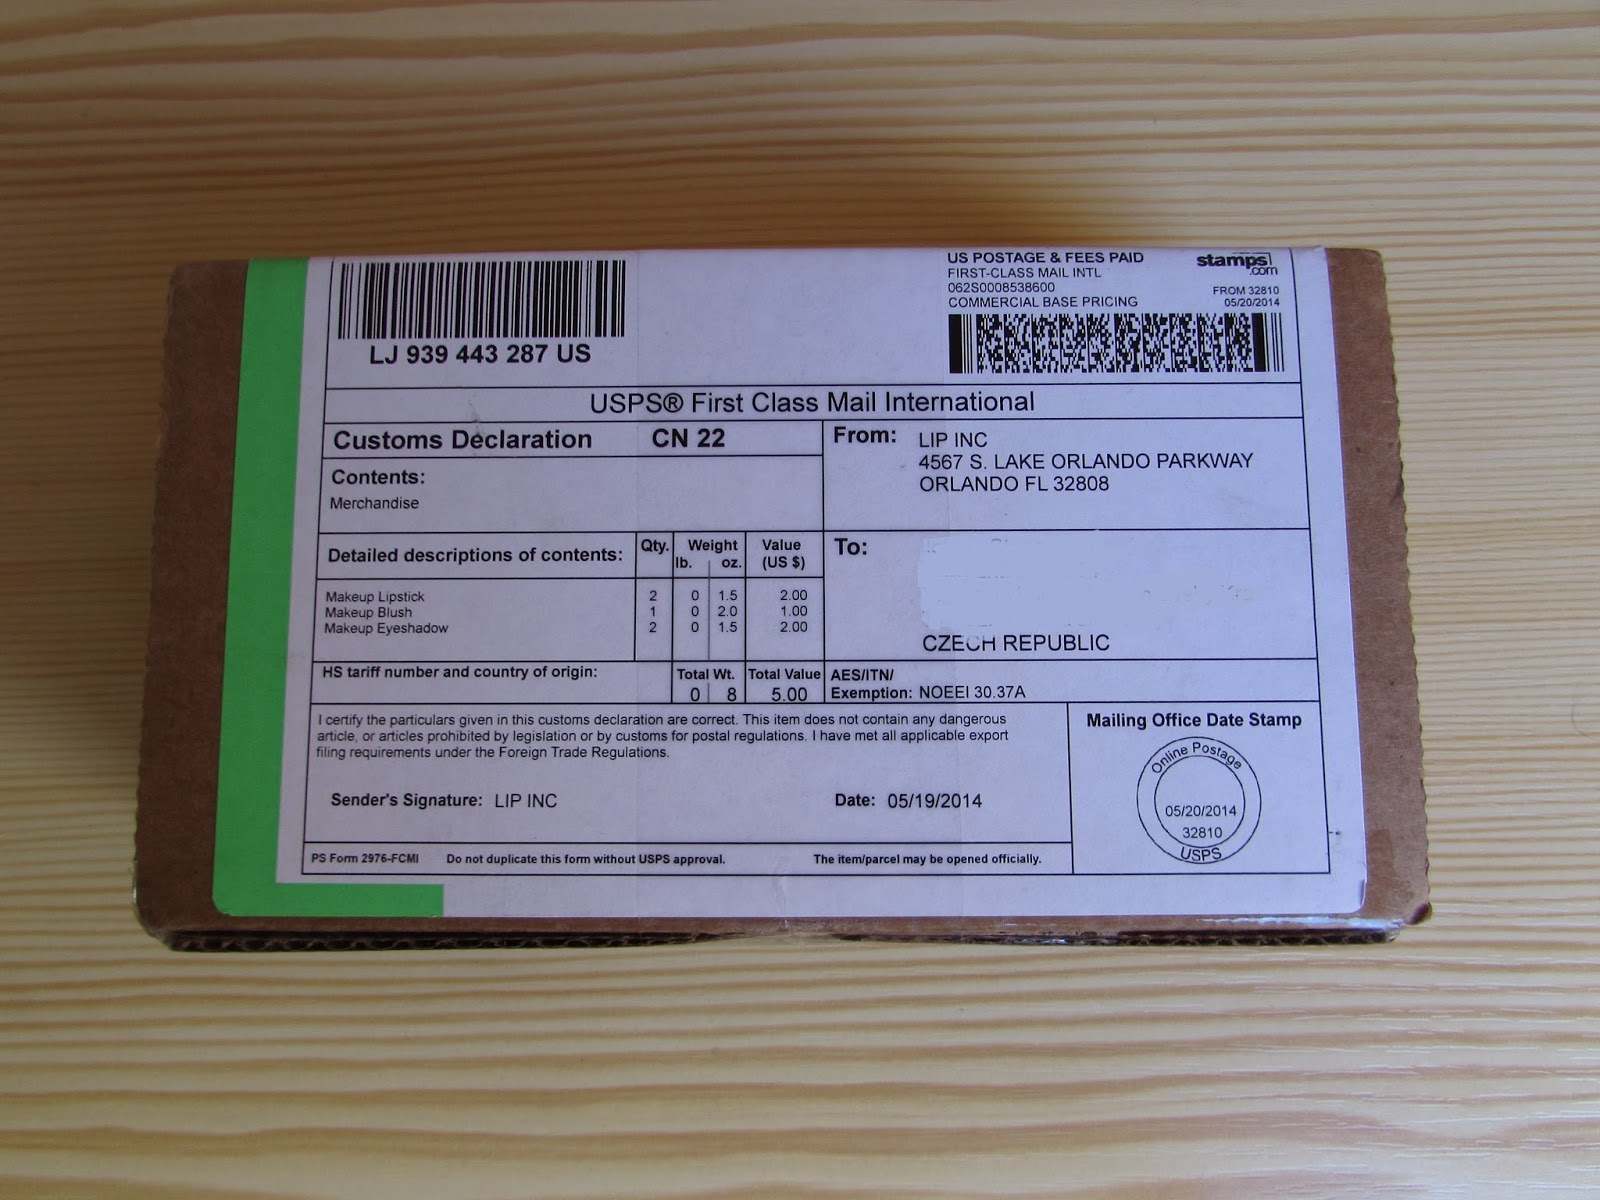 LJ 939 443 287 US
US POSTAGE & FEES PAID
FIRST-CLASS MAIL INTL
062S0008538600
COMMERCIAL BASE PRICING
stamps
.com
FROM 32810
05/20/2014
USPS® First Class Mail International
Customs Declaration CN 22
Contents:
Merchandise
From: LIP INC
4567 S. LAKE ORLANDO PARKWAY
ORLANDO FL 32808
Detailed descriptions of contents: Qty. Weight lb. oz. Value (US $)
Makeup Lipstick 2 0 1.5 2.00
Makeup Blush 1 0 2.0 1.00
Makeup Eyeshadow 2 0 1.5 2.00
To:
CZECH REPUBLIC
HS tariff number and country of origin: Total Wt. Total Value
0 8 5.00
AES/ITN/
Exemption: NOEEI 30.37A
I certify the particulars given in this customs declaration are correct. This item does not contain any dangerous
article, or articles prohibited by legislation or by customs for postal regulations. I have met all applicable export
filing requirements under the Foreign Trade Regulations.
Sender's Signature: LIP INC Date: 05/19/2014
Mailing Office Date Stamp
Online Postage
05/20/2014
32810
USPS
PS Form 2976-FCMI Do not duplicate this form without USPS approval. The item/parcel may be opened officially.